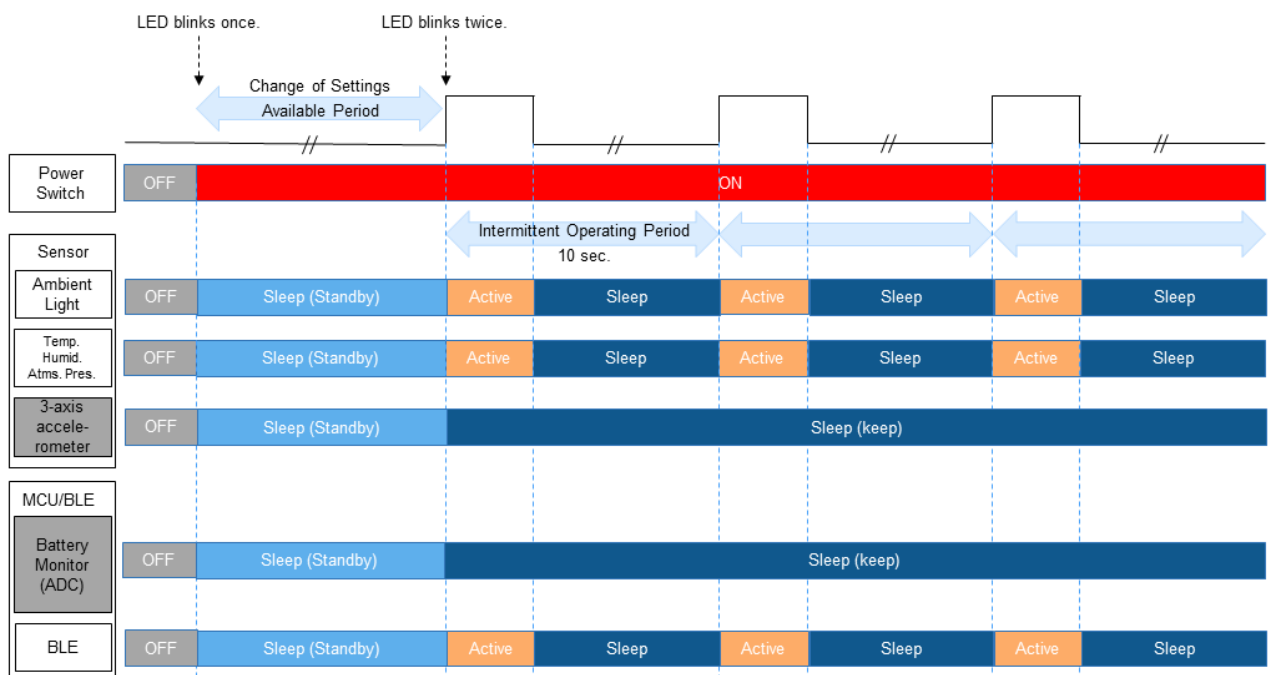 LED blinks once.
LED blinks twice.
Change of Settings
Available Period
Power
Switch
OFF
ON
Intermittent Operating Period
10 sec.
Sensor
Ambient
Light
OFF
Sleep (Standby)
Active
Sleep
Active
Sleep
Active
Sleep
Temp.
Humid.
Atms. Pres.
OFF
Sleep (Standby)
Active
Sleep
Active
Sleep
Active
Sleep
3-axis
accele-
rometer
OFF
Sleep (Standby)
Sleep (keep)
MCU/BLE
Battery
Monitor
(ADC)
OFF
Sleep (Standby)
Sleep (keep)
BLE
OFF
Sleep (Standby)
Active
Sleep
Active
Sleep
Active
Sleep